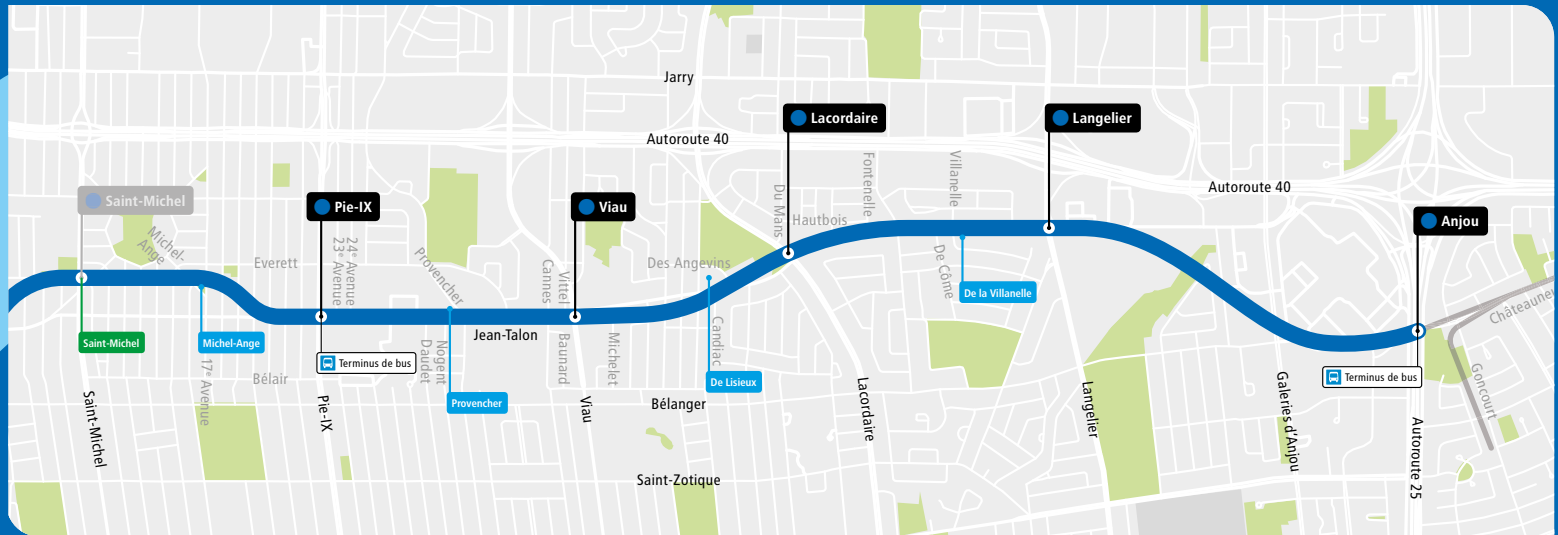 Jarry
Autoroute 40
Lacordaire
Langelier
Autoroute 40
Saint-Michel
Pie-IX
Viau
Anjou
Michel-
Ange
Everett
24e Avenue
23e Avenue
Provencher
Cannes
Vittel
Des Angevins
Du Mans
Hautbois
Fontenelle
Villanelle
De Côme
De la Villanelle
Saint-Michel
Michel-Ange
Terminus de bus
Jean-Talon
Nogent
Daudet
Provencher
Baunard
Michelet
Candiac
De Lisieux
Bélanger
Bélair
17e Avenue
Saint-Michel
Pie-IX
Viau
Lacordaire
Langelier
Galeries d'Anjou
Terminus de bus
Autoroute 25
Goncourt
Châteauneu
Saint-Zotique